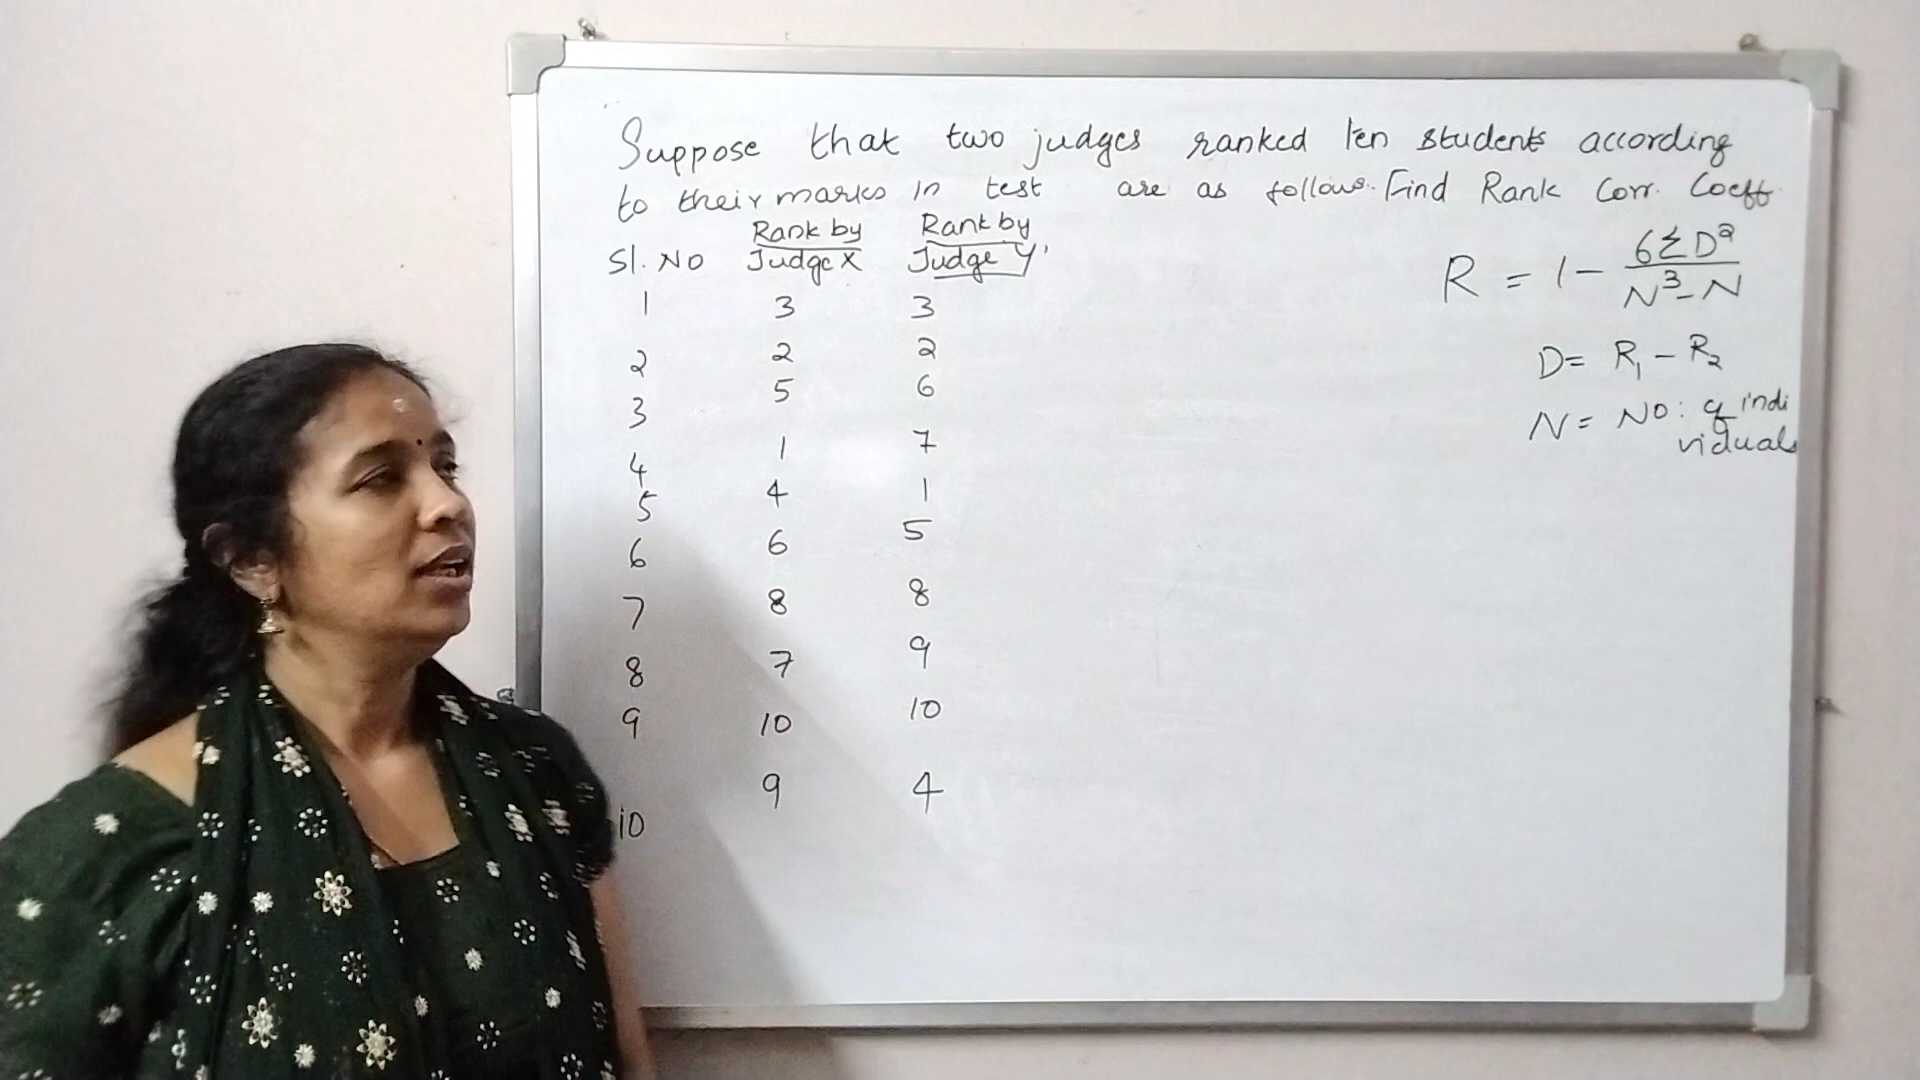 Suppose that two judges ranked ten students according
to their marks in test are as follows. Find Rank Corr. Coeff
Sl. No Rank by Judge X Rank by Judge Y
1 3 3
2 2 2
3 5 6
4 1 7
5 4 1
6 6 5
7 8 8
8 7 9
9 10 10
10 9 4
R = 1 - 6ΣD² / N³-N
D = R₁ - R₂
N = No: of indi
viduals